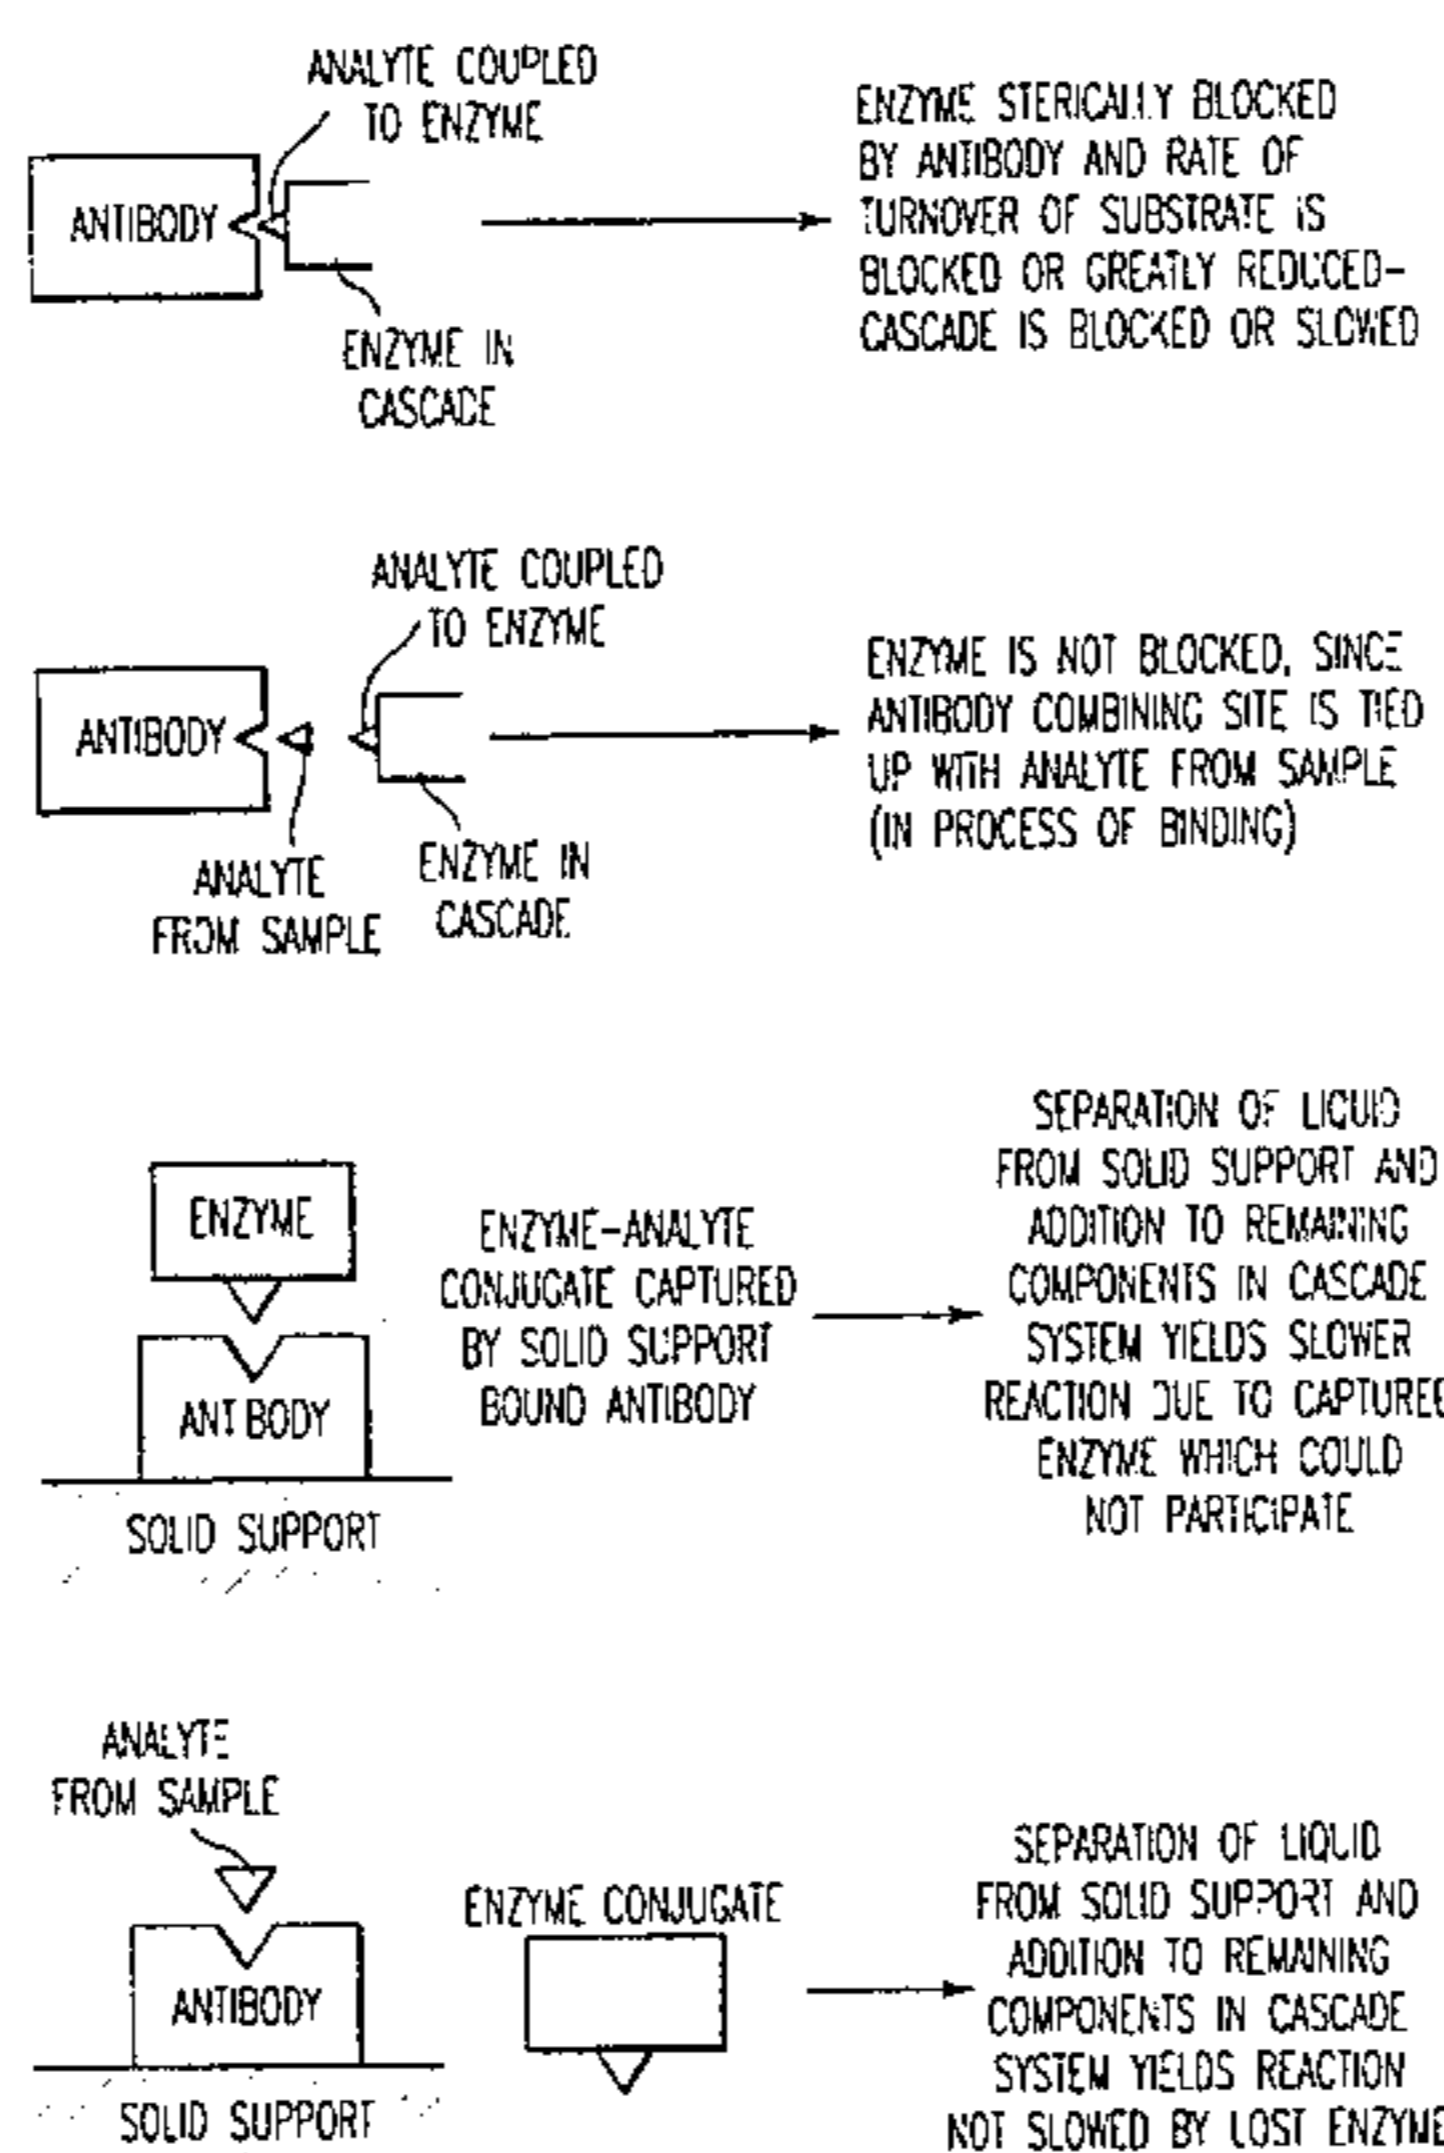 ANALYTE COUPLED
TO ENZYME
ANTIBODY
ENZYME IN
CASCADE
ENZYME STERICALLY BLOCKED
BY ANTIBODY AND RATE OF
TURNOVER OF SUBSTRATE IS
BLOCKED OR GREATLY REDUCED-
CASCADE IS BLOCKED OR SLOWED
ANALYTE COUPLED
TO ENZYME
ANTIBODY
ANALYTE
FROM SAMPLE
ENZYME IN
CASCADE
ENZYME IS NOT BLOCKED, SINCE
ANTIBODY COMBINING SITE IS TIED
UP WITH ANALYTE FROM SAMPLE
(IN PROCESS OF BINDING)
ENZYME
ANTIBODY
SOLID SUPPORT
ENZYME-ANALYTE
CONJUGATE CAPTURED
BY SOLID SUPPORT
BOUND ANTIBODY
SEPARATION OF LIQUID
FROM SOLID SUPPORT AND
ADDITION TO REMAINING
COMPONENTS IN CASCADE
SYSTEM YIELDS SLOWER
REACTION DUE TO CAPTURED
ENZYME WHICH COULD
NOT PARTICIPATE
ANALYTE
FROM SAMPLE
ANTIBODY
SOLID SUPPORT
ENZYME CONJUGATE
SEPARATION OF LIQUID
FROM SOLID SUPPORT AND
ADDITION TO REMAINING
COMPONENTS IN CASCADE
SYSTEM YIELDS REACTION
NOT SLOWED BY LOST ENZYME